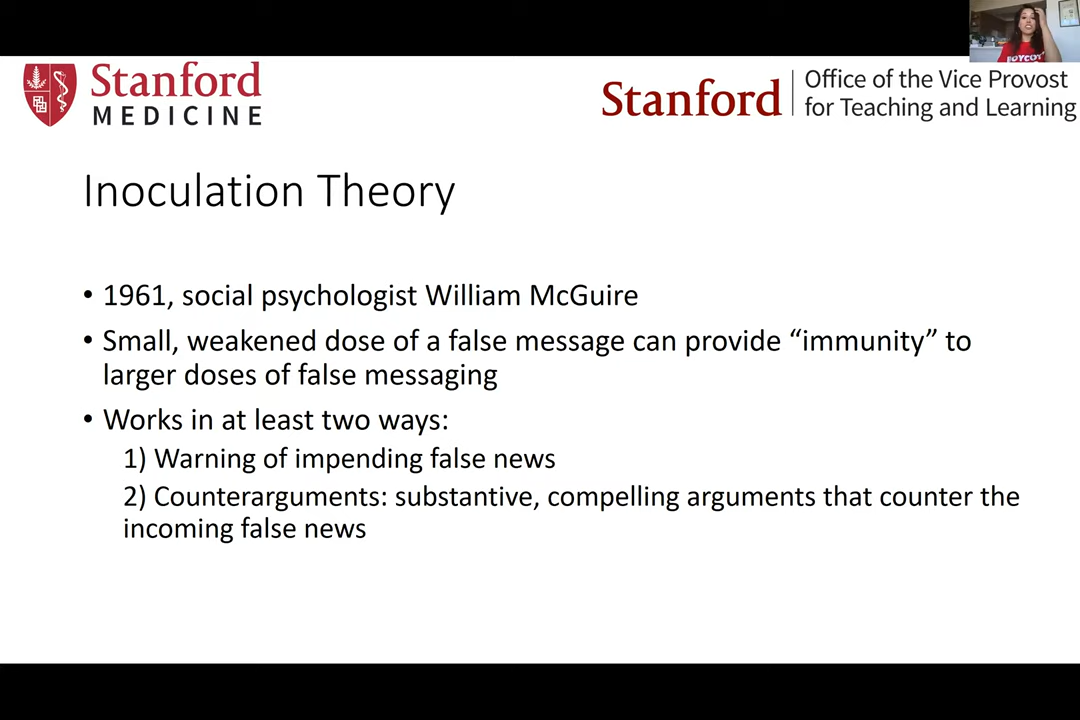 BOYCOT
Stanford
MEDICINE
Stanford
Office of the Vice Provost
for Teaching and Learning
Inoculation Theory
• 1961, social psychologist William McGuire
• Small, weakened dose of a false message can provide “immunity” to
larger doses of false messaging
• Works in at least two ways:
1) Warning of impending false news
2) Counterarguments: substantive, compelling arguments that counter the
incoming false news